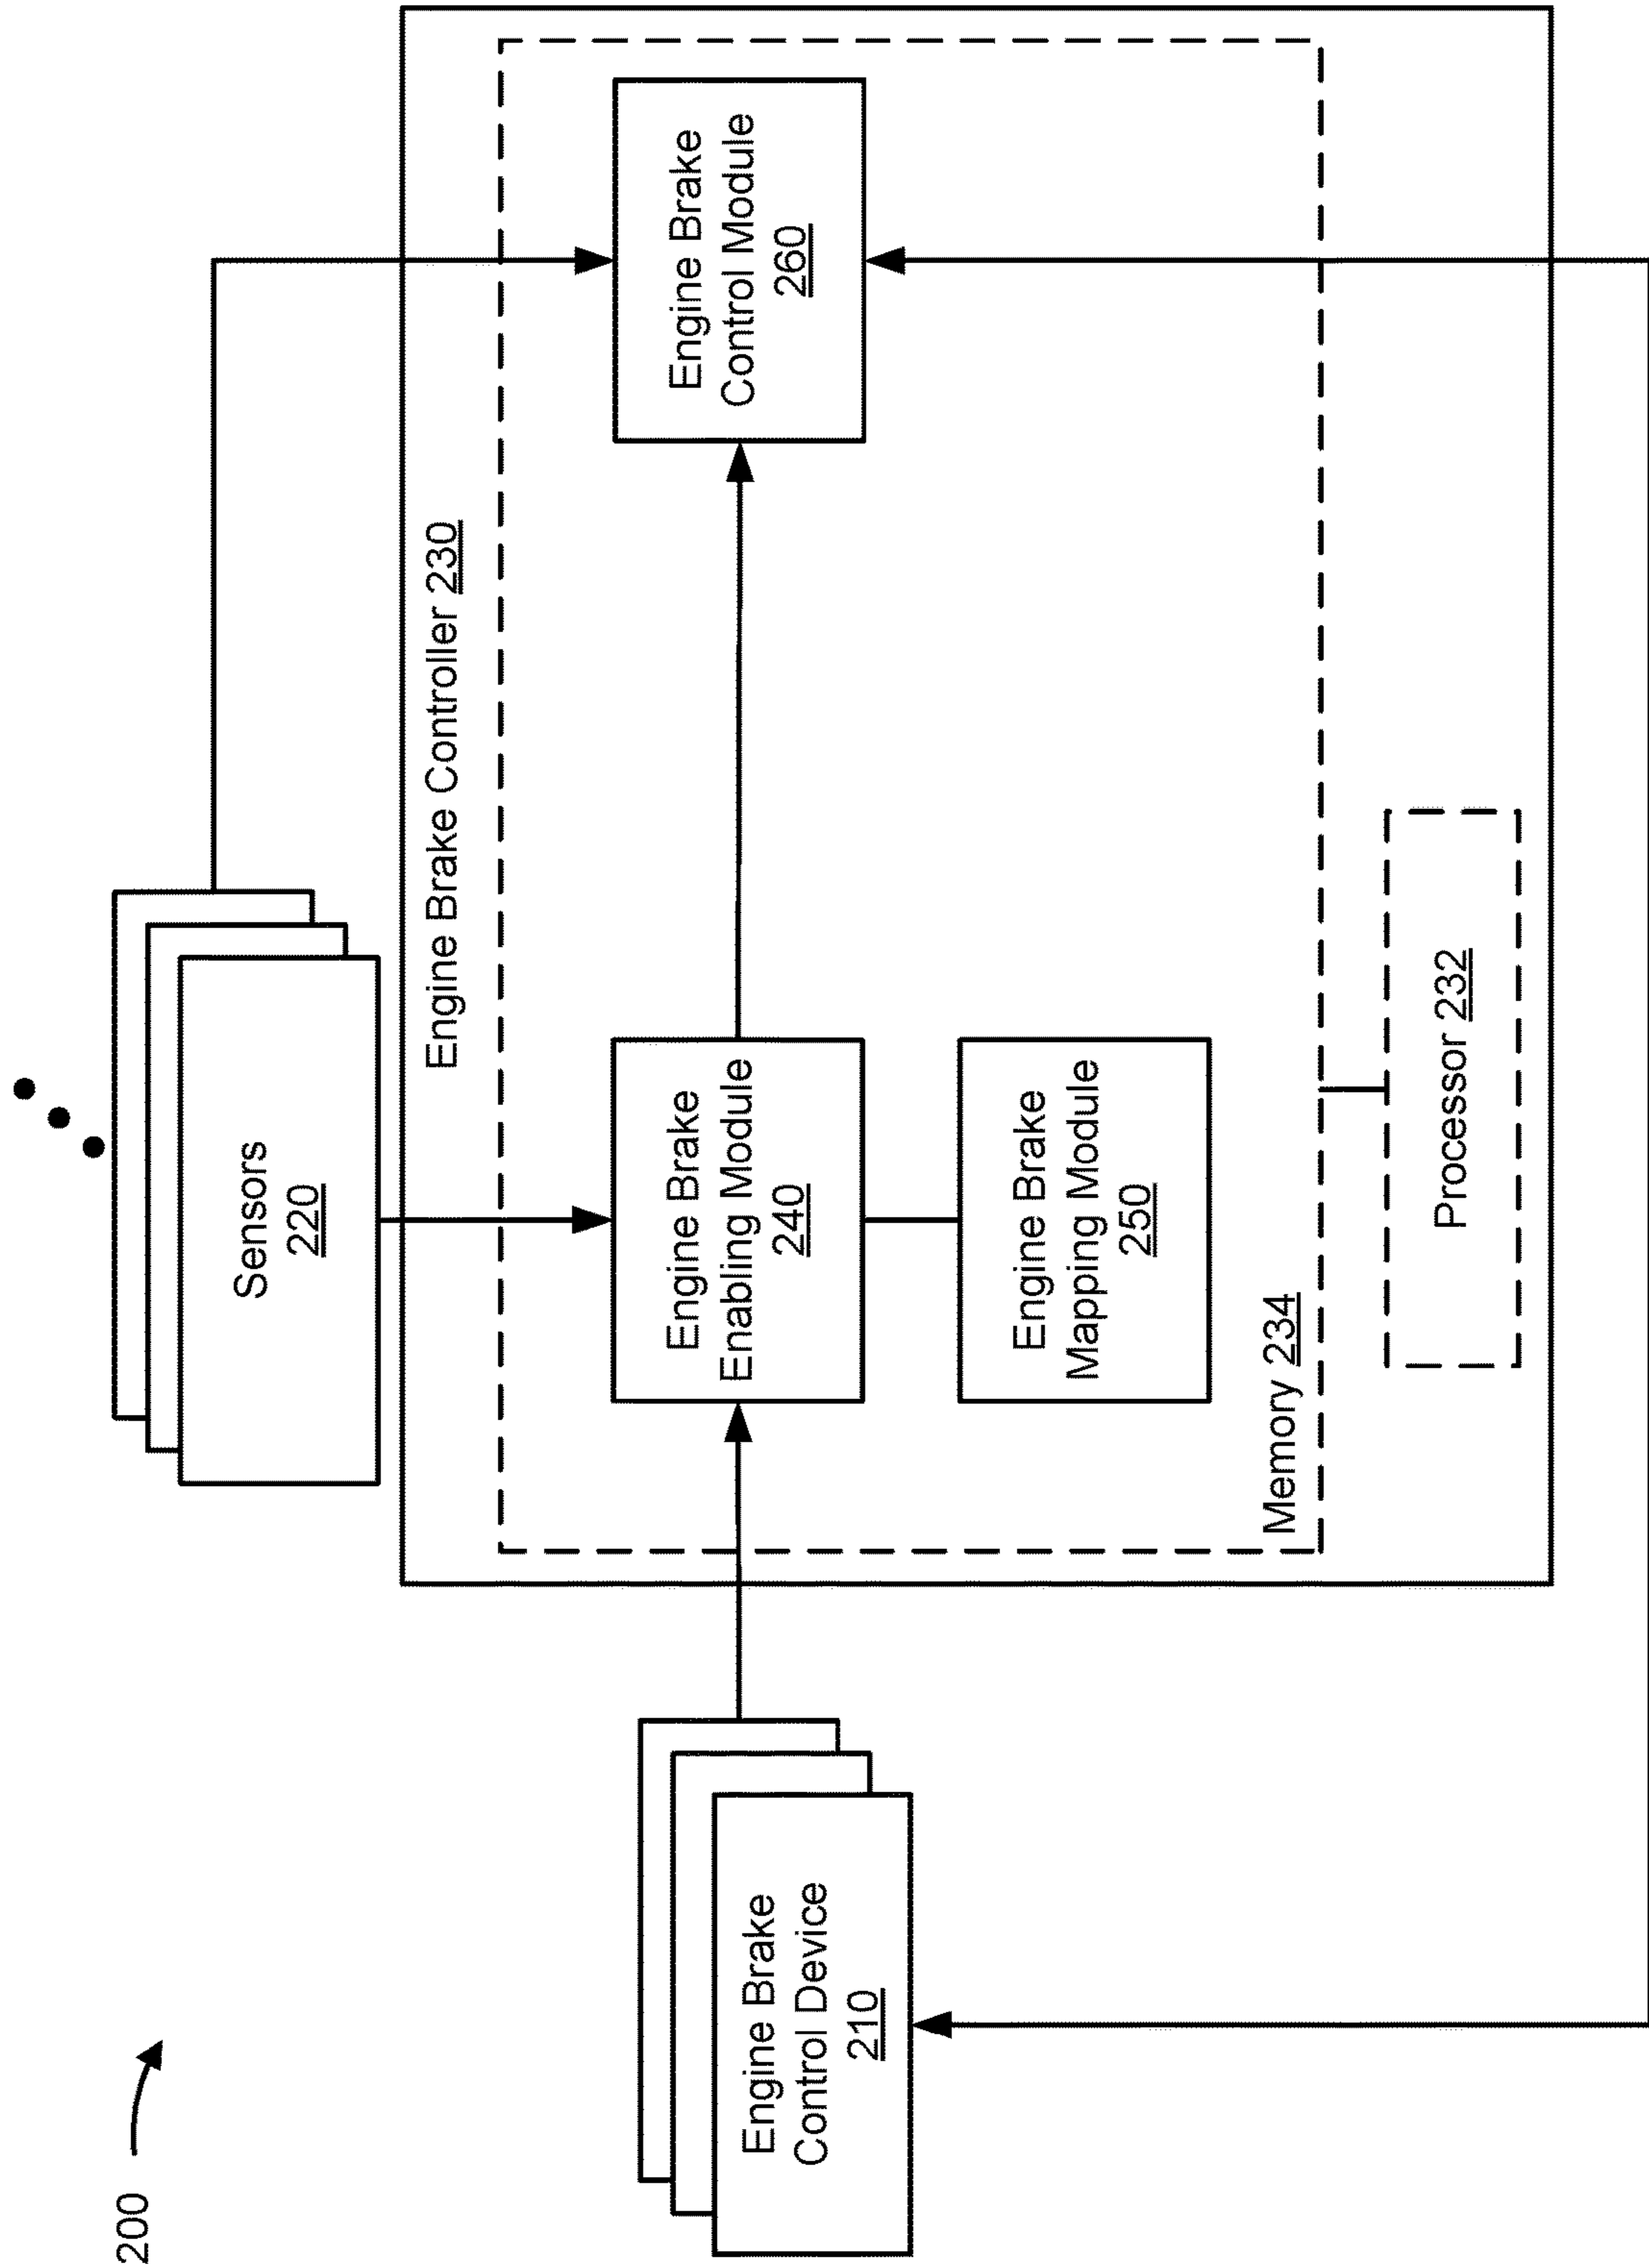 200
Sensors
220
Engine Brake Controller 230
Engine Brake
Control Device
210
Engine Brake
Enabling Module
240
Engine Brake
Control Module
260
Engine Brake
Mapping Module
250
Memory 234
Processor 232